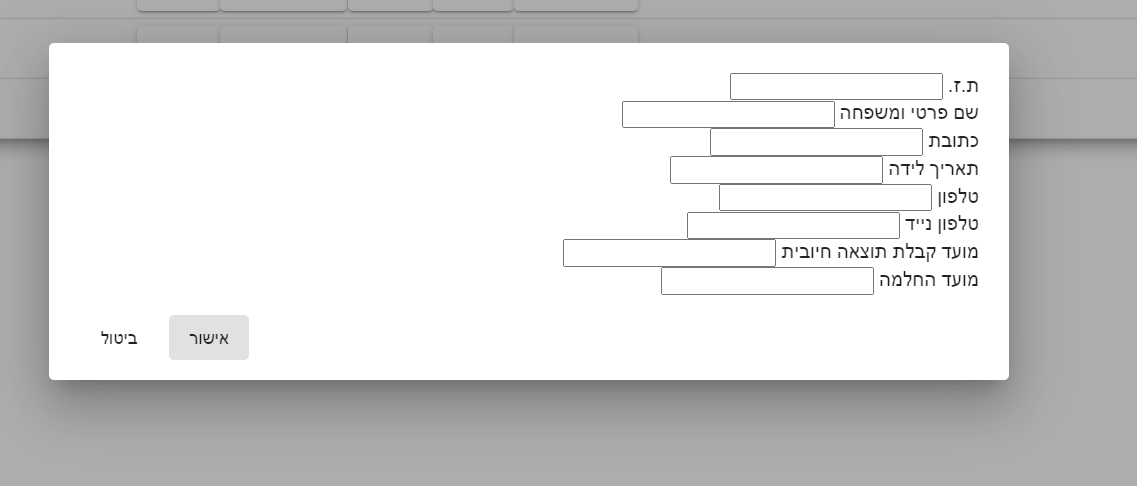 ת.ז.
שם פרטי ומשפחה
כתובת
תאריך לידה
טלפון
טלפון נייד
מועד קבלת תוצאה חיובית
מועד החלמה
אישור
ביטול